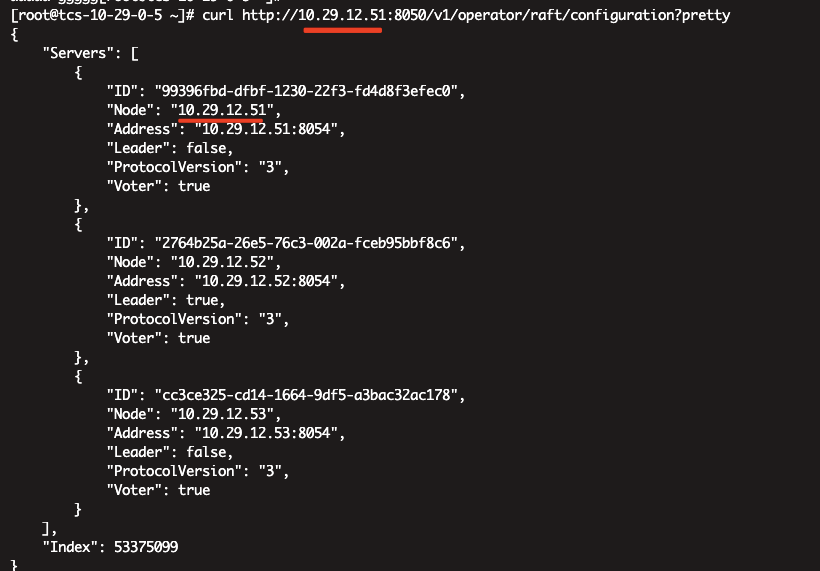 [root@tcs-10-29-0-5 ~]# curl http://10.29.12.51:8050/v1/operator/raft/configuration?pretty
{
    "Servers": [
        {
            "ID": "99396fbd-dfbf-1230-22f3-fd4d8f3efec0",
            "Node": "10.29.12.51",
            "Address": "10.29.12.51:8054",
            "Leader": false,
            "ProtocolVersion": "3",
            "Voter": true
        },
        {
            "ID": "2764b25a-26e5-76c3-002a-fceb95bbf8c6",
            "Node": "10.29.12.52",
            "Address": "10.29.12.52:8054",
            "Leader": true,
            "ProtocolVersion": "3",
            "Voter": true
        },
        {
            "ID": "cc3ce325-cd14-1664-9df5-a3bac32ac178",
            "Node": "10.29.12.53",
            "Address": "10.29.12.53:8054",
            "Leader": false,
            "ProtocolVersion": "3",
            "Voter": true
        }
    ],
    "Index": 53375099
}